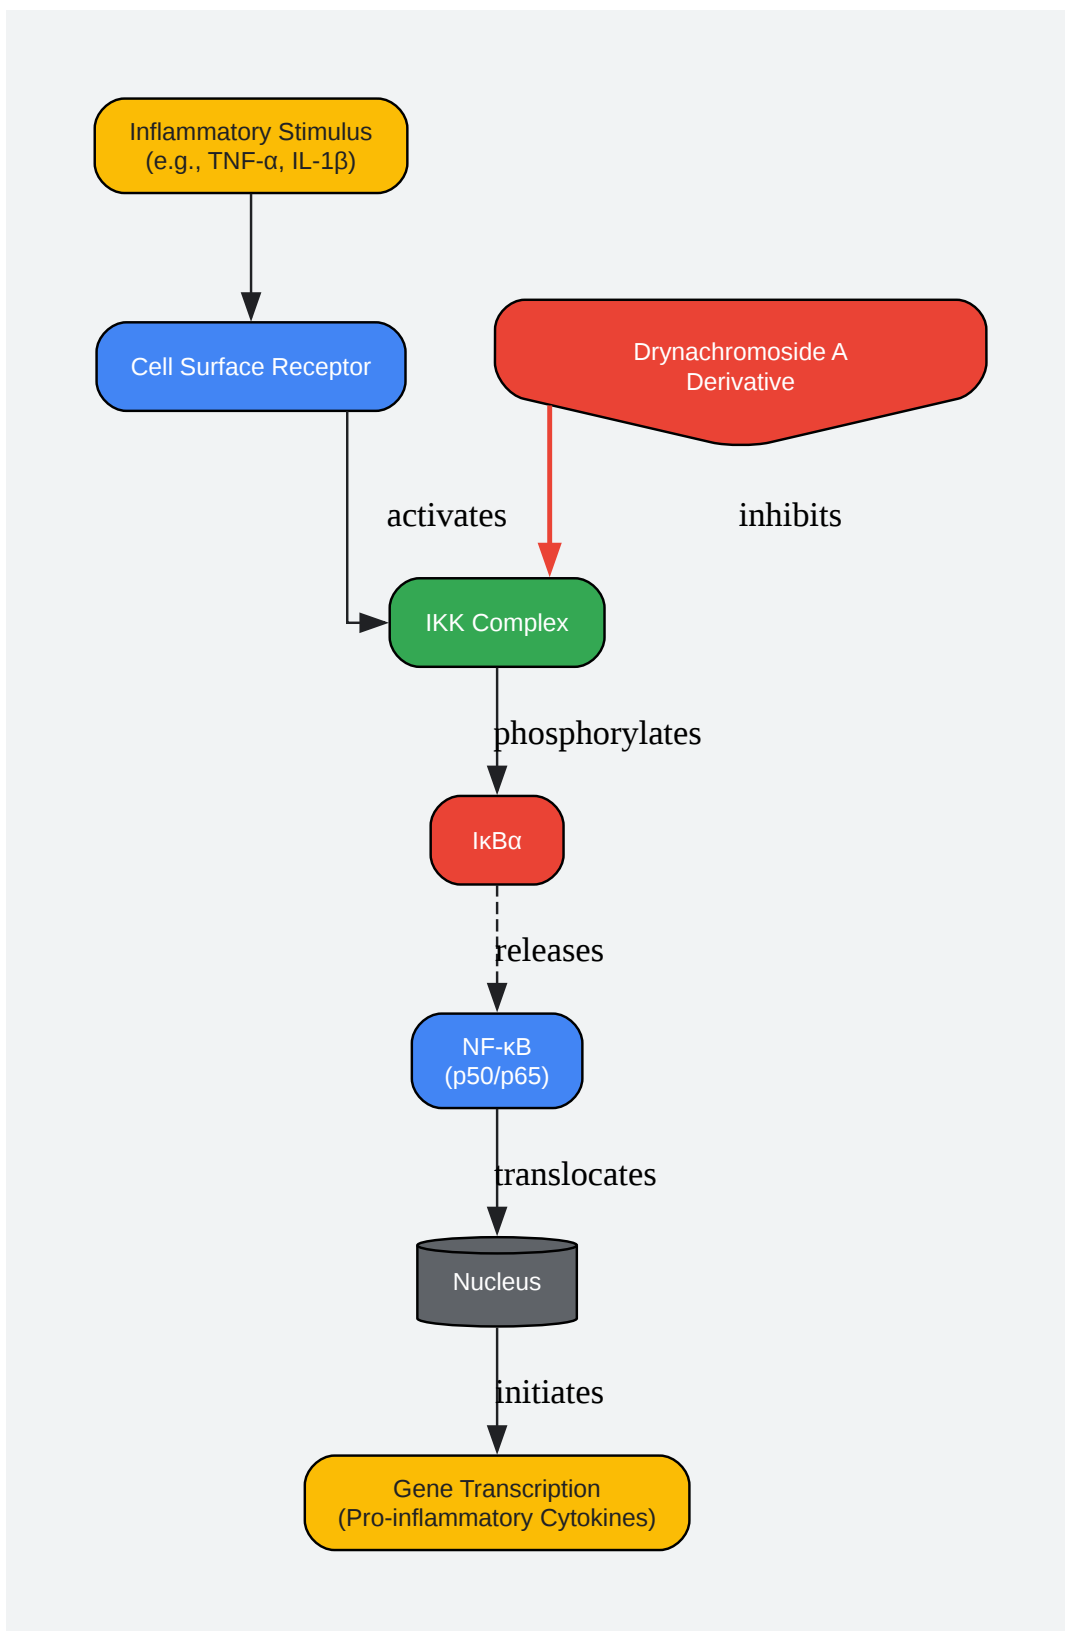 Inflammatory Stimulus
(e.g., TNF-α, IL-1β)
Cell Surface Receptor
Drynachromoside A
Derivative
activates
inhibits
IKK Complex
phosphorylates
IκBα
releases
NF-κB
(p50/p65)
translocates
Nucleus
initiates
Gene Transcription
(Pro-inflammatory Cytokines)